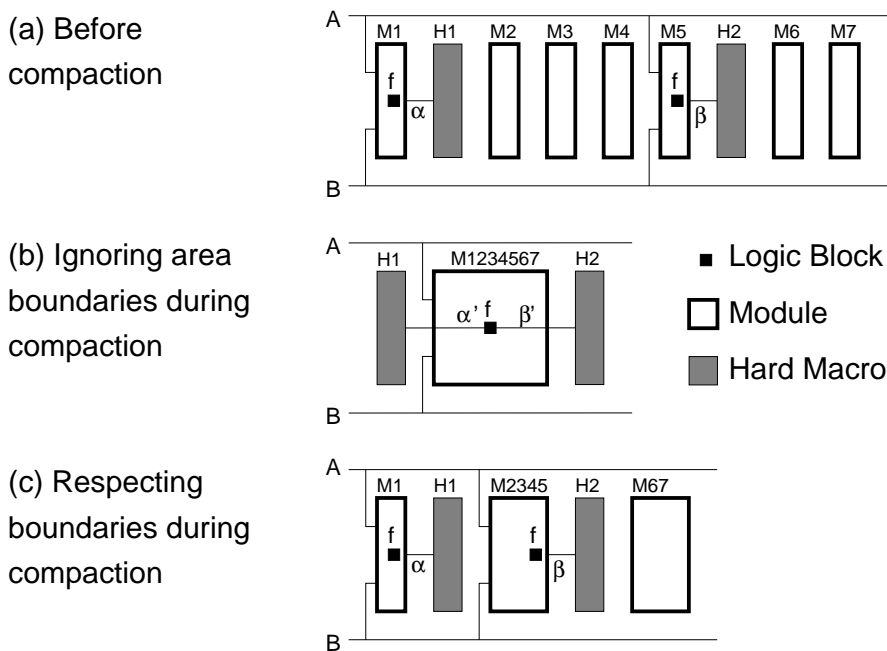 (a) Before
compaction
A
M1 H1 M2 M3 M4 M5 H2 M6 M7
f f
α β
B
(b) Ignoring area
boundaries during
compaction
A
H1 M1234567 H2
α’ f β’
B
Logic Block
Module
Hard Macro
(c) Respecting
boundaries during
compaction
A
M1 H1 M2345 H2 M67
f f
α β
B